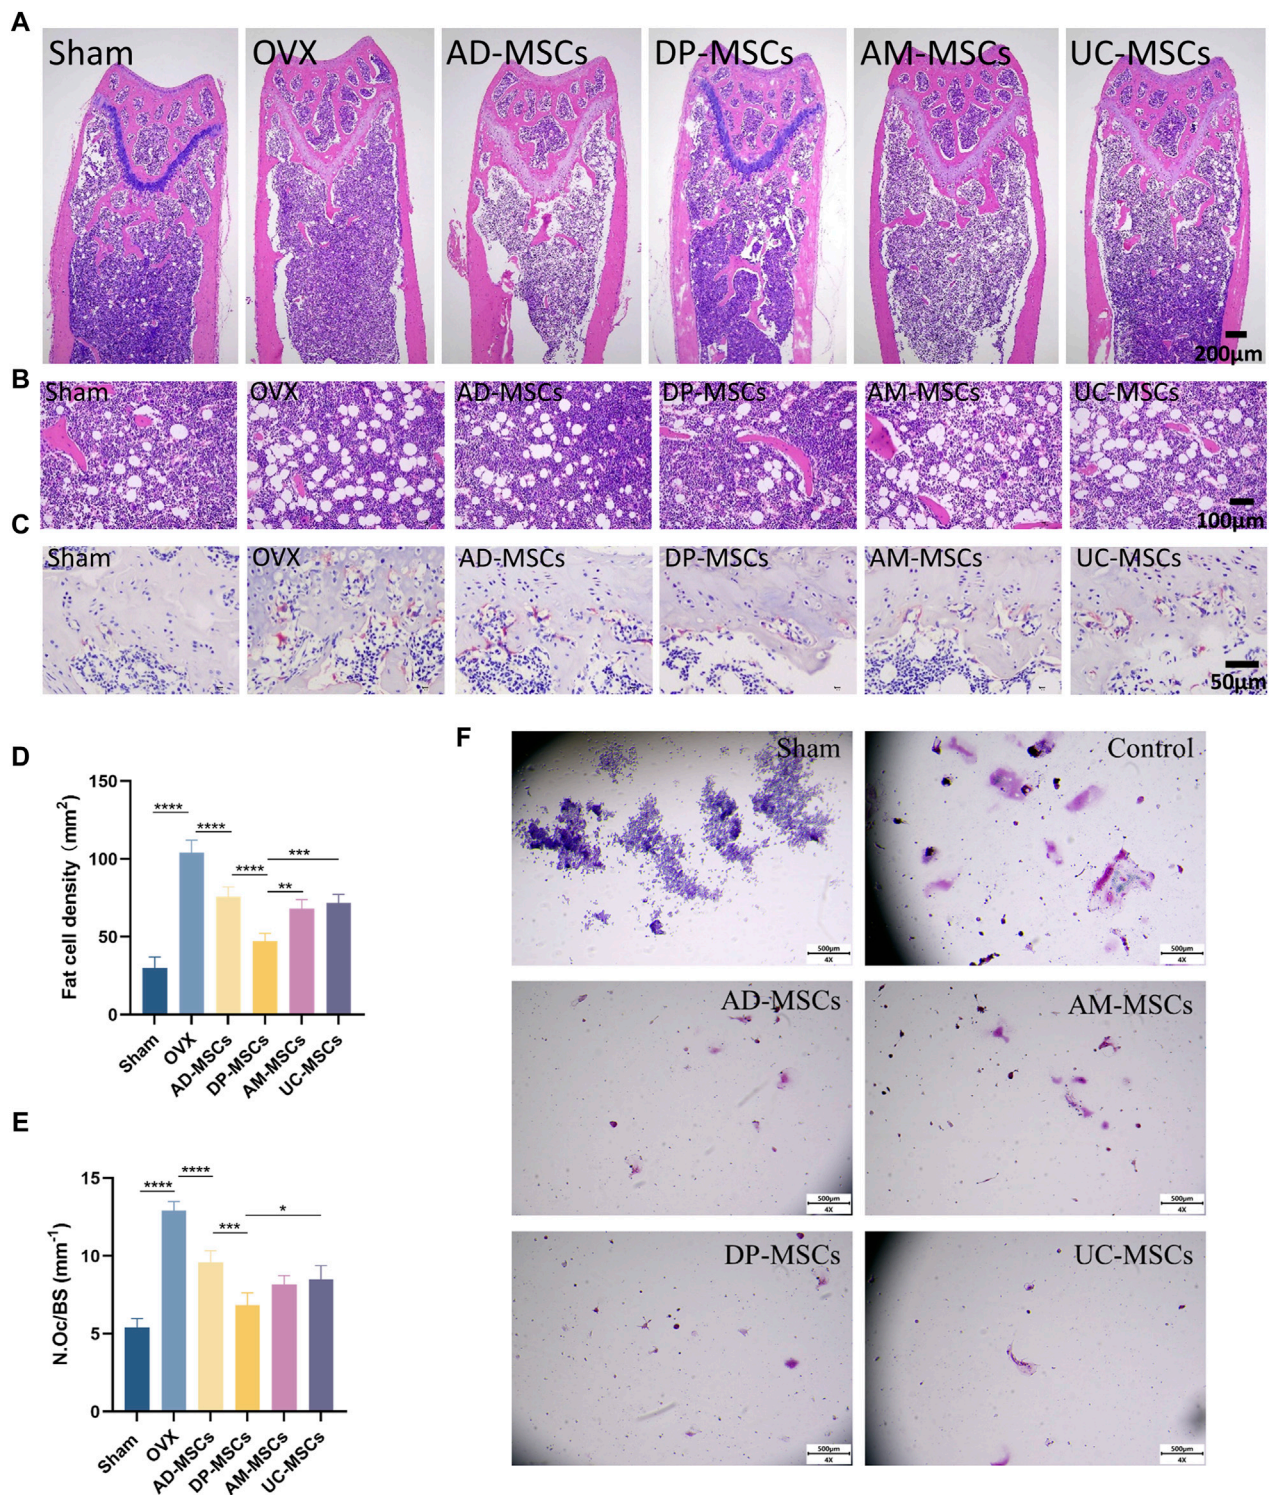 A
Sham OVX AD-MSCs DP-MSCs AM-MSCs UC-MSCs
200μm
B
Sham OVX AD-MSCs DP-MSCs AM-MSCs UC-MSCs
100μm
C
Sham OVX AD-MSCs DP-MSCs AM-MSCs UC-MSCs
50μm
D
Fat cell density (mm²)
150
100
50
0
**** **** **** ** ***
Sham OVX AD-MSCs DP-MSCs AM-MSCs UC-MSCs
E
N.Oc/BS (mm⁻¹)
15
10
5
0
**** **** *** *
Sham OVX AD-MSCs DP-MSCs AM-MSCs UC-MSCs
F
Sham Control
500μm 500μm
4X 4X
AD-MSCs AM-MSCs
500μm 500μm
4X 4X
DP-MSCs UC-MSCs
500μm 500μm
4X 4X